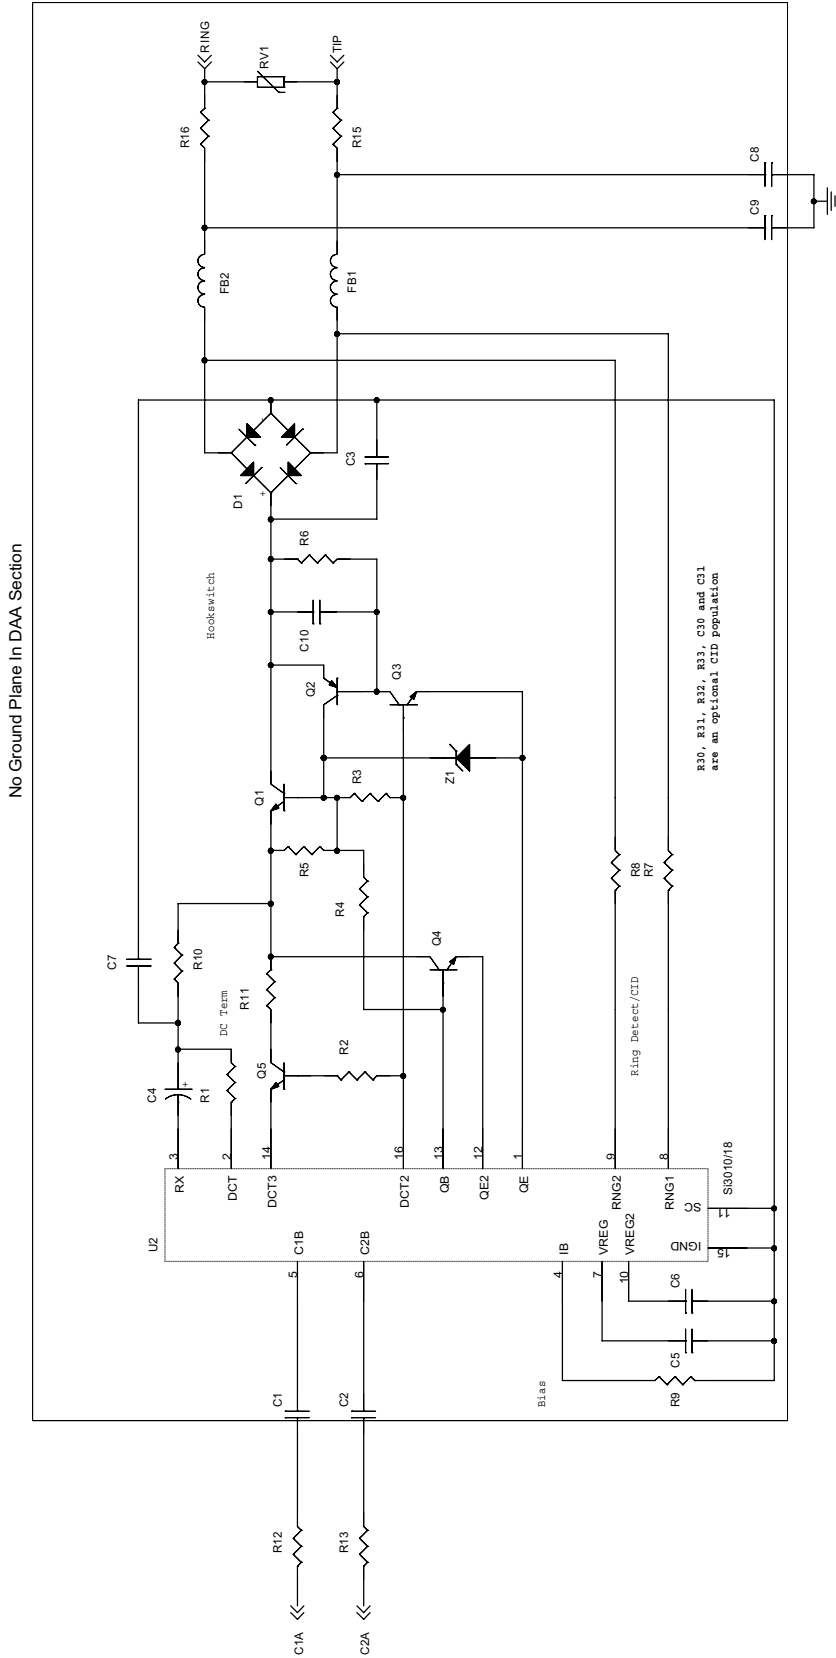 No Ground Plane In DAA Section
RING
RV1
TIP
R16
R15
C8
C9
FB2
FB1
D1
+
-
C3
R6
Hookswitch
C10
Q2
Q3
Q1
R3
Z1
R5
R4
R30, R31, R32, R33, C30 and C31
are an optional CID population
R8
R7
C7
R10
DC Term
R11
Q4
Q5
R2
Ring Detect/CID
C4
+
R1
3
2
14
16
13
12
1
9
8
RX
DCT
DCT3
DCT2
QB
QE2
QE
RNG2
RNG1
Si3010/18
SC
11
IGND
15
U2
C1B
C2B
IB
VREG
VREG2
5
6
4
7
10
C6
C5
R9
Bias
C1
C2
R12
R13
C1A
C2A